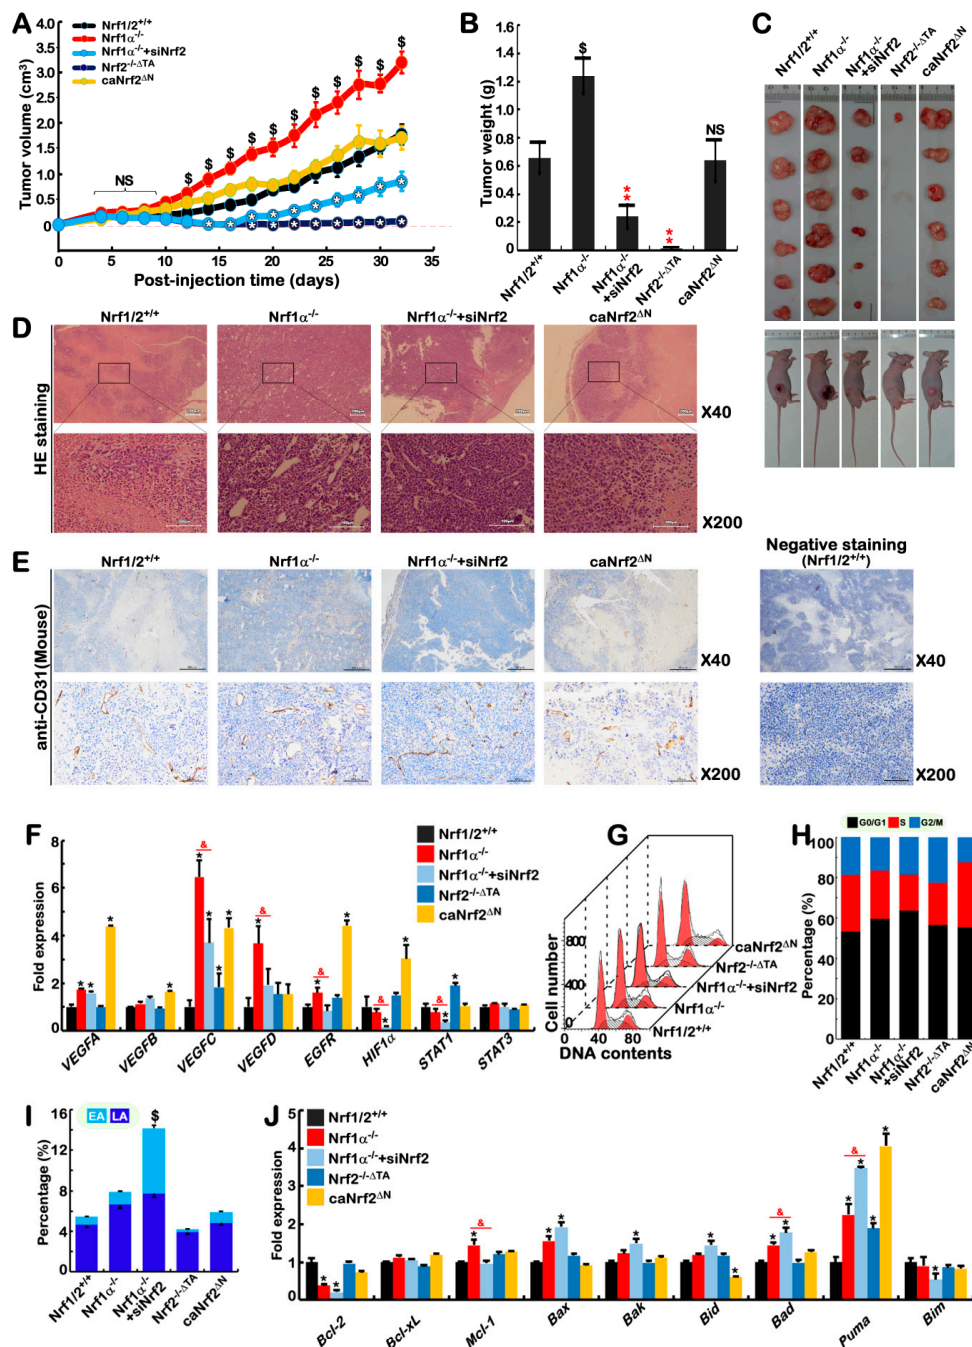 A
Tumor volume (cm³)
4.0
3.5
3.0
2.5
2.0
1.5
1.0
0.5
0
Nrf1/2+/+
Nrf1α-/-
Nrf1α-/-+siNrf2
Nrf2-/-ΔTA
caNrf2ΔN
NS
$ $ $ $ $ $ $ $ $ $ $
0 5 10 15 20 25 30 35
Post-injection time (days)
B
Tumor weight (g)
1.4
1.2
1.0
0.8
0.6
0.4
0.2
0
$
**
**
NS
Nrf1/2+/+
Nrf1α-/-
Nrf1α-/-
+siNrf2
Nrf2-/-ΔTA
caNrf2ΔN
C
Nrf1/2+/+
Nrf1α-/-
Nrf1α-/-
+siNrf2
Nrf2-/-ΔTA
caNrf2ΔN
D
HE staining
Nrf1/2+/+
Nrf1α-/-
Nrf1α-/-+siNrf2
caNrf2ΔN
X40
X200
E
anti-CD31(Mouse)
Nrf1/2+/+
Nrf1α-/-
Nrf1α-/-+siNrf2
caNrf2ΔN
Negative staining
(Nrf1/2+/+)
X40
X40
X200
X200
F
Fold expression
8
6
4
2
0
Nrf1/2+/+
Nrf1α-/-
Nrf1α-/-+siNrf2
Nrf2-/-ΔTA
caNrf2ΔN
& & & & &
VEGFA
VEGFB
VEGFC
VEGFD
EGFR
HIF1α
STAT1
STAT3
G
Cell number
800
400
0
0 40 80
DNA contents
caNrf2ΔN
Nrf2-/-ΔTA
Nrf1α-/-+siNrf2
Nrf1α-/-
Nrf1/2+/+
H
G0/G1 S G2/M
Percentage (%)
100
80
60
40
20
0
Nrf1/2+/+
Nrf1α-/-
Nrf1α-/-
+siNrf2
Nrf2-/-ΔTA
caNrf2ΔN
I
EA LA
Percentage (%)
16
12
8
4
0
$
Nrf1/2+/+
Nrf1α-/-
Nrf1α-/-
+siNrf2
Nrf2-/-ΔTA
caNrf2ΔN
J
Fold expression
5
4
3
2
1
0
Nrf1/2+/+
Nrf1α-/-
Nrf1α-/-+siNrf2
Nrf2-/-ΔTA
caNrf2ΔN
& & &
Bcl-2
Bcl-xL
Mcl-1
Bax
Bak
Bid
Bad
Puma
Bim